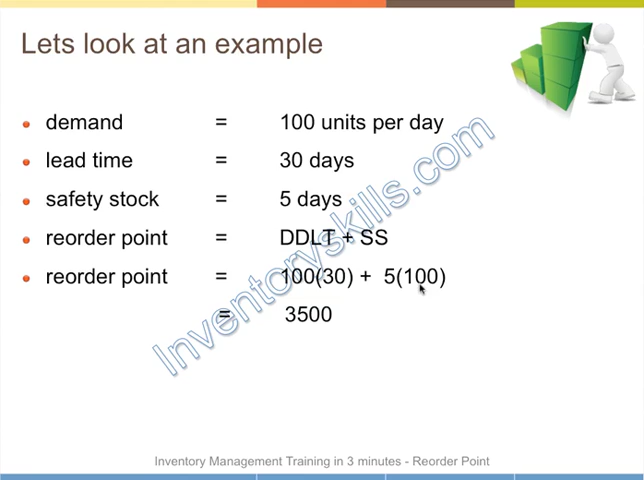 Lets look at an example
demand = 100 units per day
lead time = 30 days
safety stock = 5 days
reorder point = DDLT + SS
reorder point = 100(30) + 5(100)
= 3500
Inventoryskills.com
Inventory Management Training in 3 minutes - Reorder Point